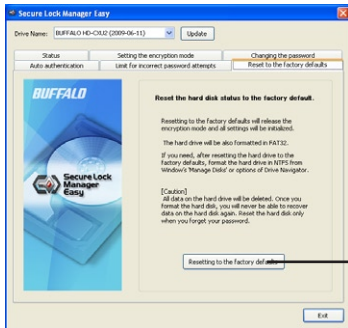 Secure Lock Manager Easy
Drive Name: BUFFALO HD-CXU2 (2009-06-11) Update
Status Setting the encryption mode Changing the password
Auto authentication Limit for incorrect password attempts Reset to the factory defaults
BUFFALO
Secure Lock
Manager
Easy
Reset the hard disk status to the factory default.
Resetting to the factory defaults will release the
encryption mode and all settings will be initialized.
The hard drive will be also formatted in FAT32.
If you need, after resetting the hard drive to the
factory defaults, format the hard drive in NTFS from
Window's 'Manage Disks' or options of Drive Navigator.
[Caution]
All data on the hard drive will be deleted. Once you
format the hard disk, you will never be able to recover
data on the hard disk again. Reset the hard disk only
when you forget your password.
Resetting to the factory defaults
Exit